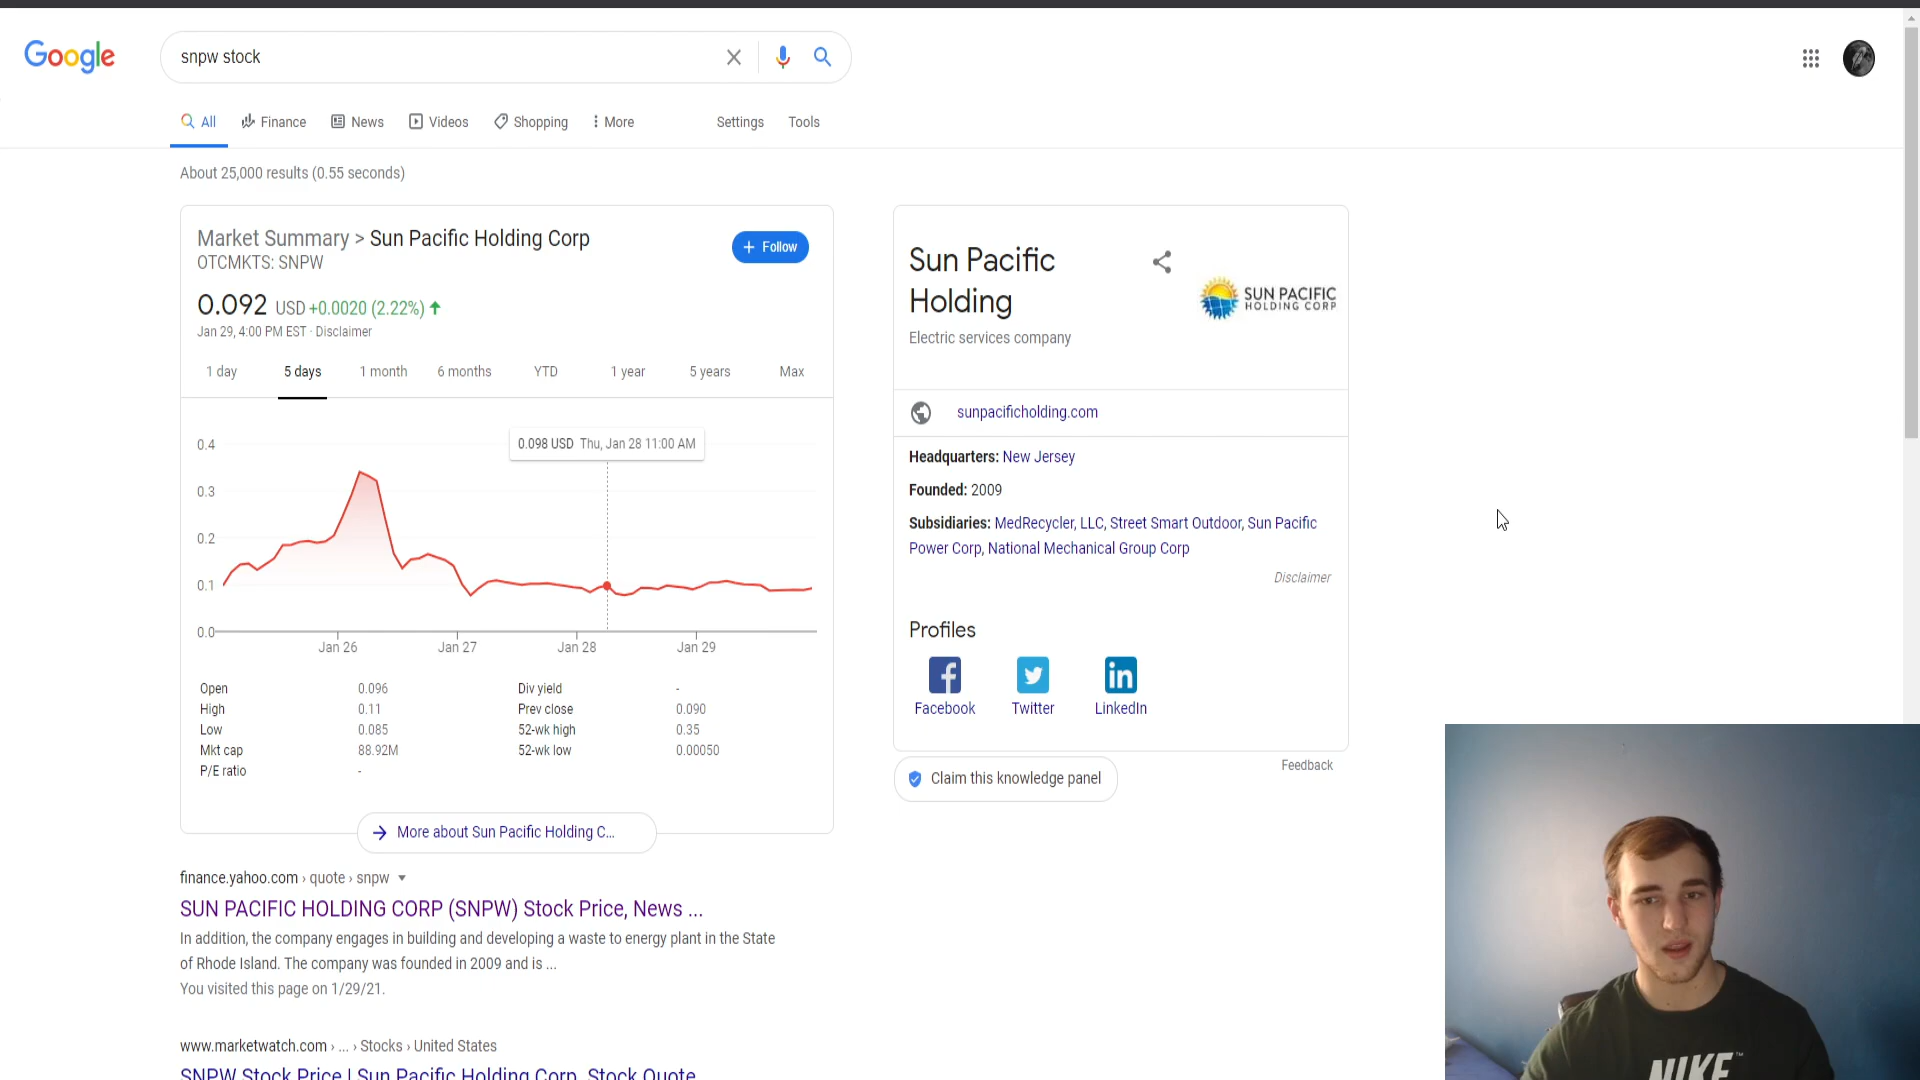 Google
snpw stock
All Finance News Videos Shopping More Settings Tools
About 25,000 results (0.55 seconds)
Market Summary > Sun Pacific Holding Corp
OTCMKTS: SNPW
+ Follow
0.092 USD +0.0020 (2.22%)
Jan 29, 4:00 PM EST · Disclaimer
1 day 5 days 1 month 6 months YTD 1 year 5 years Max
0.098 USD Thu, Jan 28 11:00 AM
0.4
0.3
0.2
0.1
0.0
Jan 26 Jan 27 Jan 28 Jan 29
Open 0.096 Div yield -
High 0.11 Prev close 0.090
Low 0.085 52-wk high 0.35
Mkt cap 88.92M 52-wk low 0.00050
P/E ratio -
More about Sun Pacific Holding C...
finance.yahoo.com › quote › snpw
SUN PACIFIC HOLDING CORP (SNPW) Stock Price, News ...
In addition, the company engages in building and developing a waste to energy plant in the State
of Rhode Island. The company was founded in 2009 and is ...
You visited this page on 1/29/21.
www.marketwatch.com › ... › Stocks › United States
SNPW Stock Price | Sun Pacific Holding Corp. Stock Quote
Sun Pacific
Holding
SUN PACIFIC
HOLDING CORP
Electric services company
sunpacificholding.com
Headquarters: New Jersey
Founded: 2009
Subsidiaries: MedRecycler, LLC, Street Smart Outdoor, Sun Pacific
Power Corp, National Mechanical Group Corp
Disclaimer
Profiles
Facebook Twitter LinkedIn
Feedback
Claim this knowledge panel
NIKE™